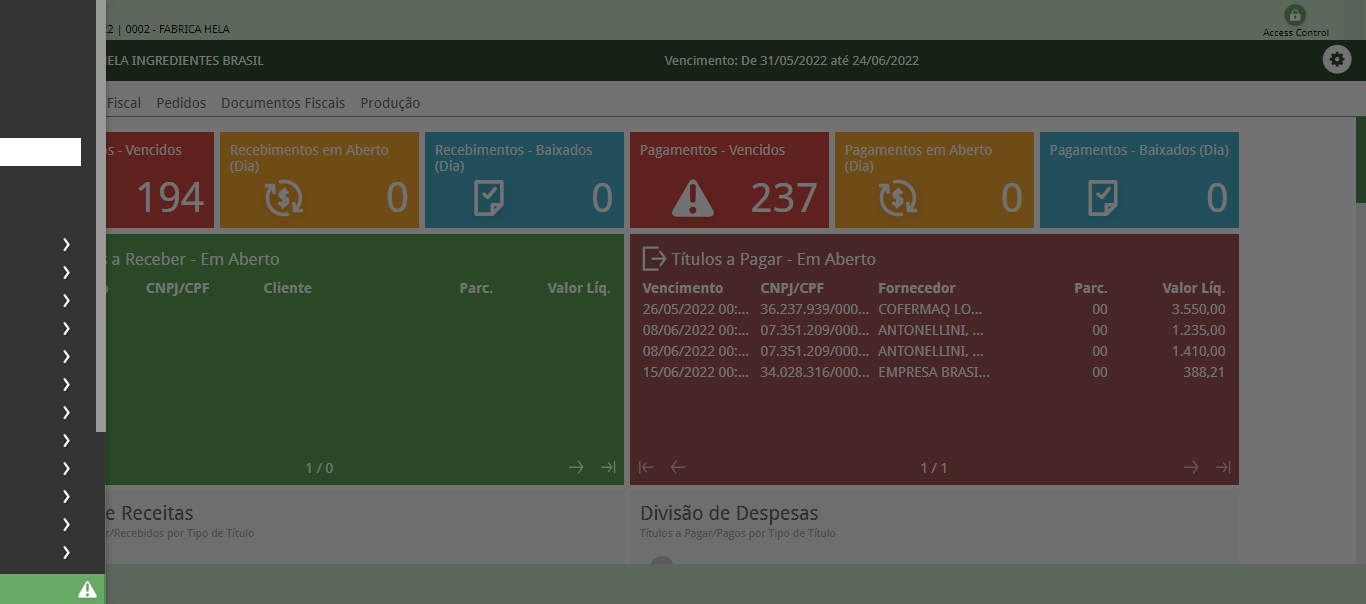 22 | 0002 - FABRICA HELA
Access Control
ELA INGREDIENTES BRASIL
Vencimento: De 31/05/2022 até 24/06/2022
Fiscal Pedidos Documentos Fiscais Produção
s - Vencidos
194
Recebimentos em Aberto
(Dia)
0
Recebimentos - Baixados
(Dia)
0
Pagamentos - Vencidos
237
Pagamentos em Aberto
(Dia)
0
Pagamentos - Baixados (Dia)
0
s a Receber - Em Aberto
o CNPJ/CPF Cliente Parc. Valor Líq.
1 / 0
Títulos a Pagar - Em Aberto
Vencimento CNPJ/CPF Fornecedor Parc. Valor Líq.
26/05/2022 00:... 36.237.939/000... COFERMAQ LO... 00 3.550,00
08/06/2022 00:... 07.351.209/000... ANTONELLINI, ... 00 1.235,00
08/06/2022 00:... 07.351.209/000... ANTONELLINI, ... 00 1.410,00
15/06/2022 00:... 34.028.316/000... EMPRESA BRASI... 00 388,21
1 / 1
e Receitas
r/Recebidos por Tipo de Título
Divisão de Despesas
Títulos a Pagar/Pagos por Tipo de Título